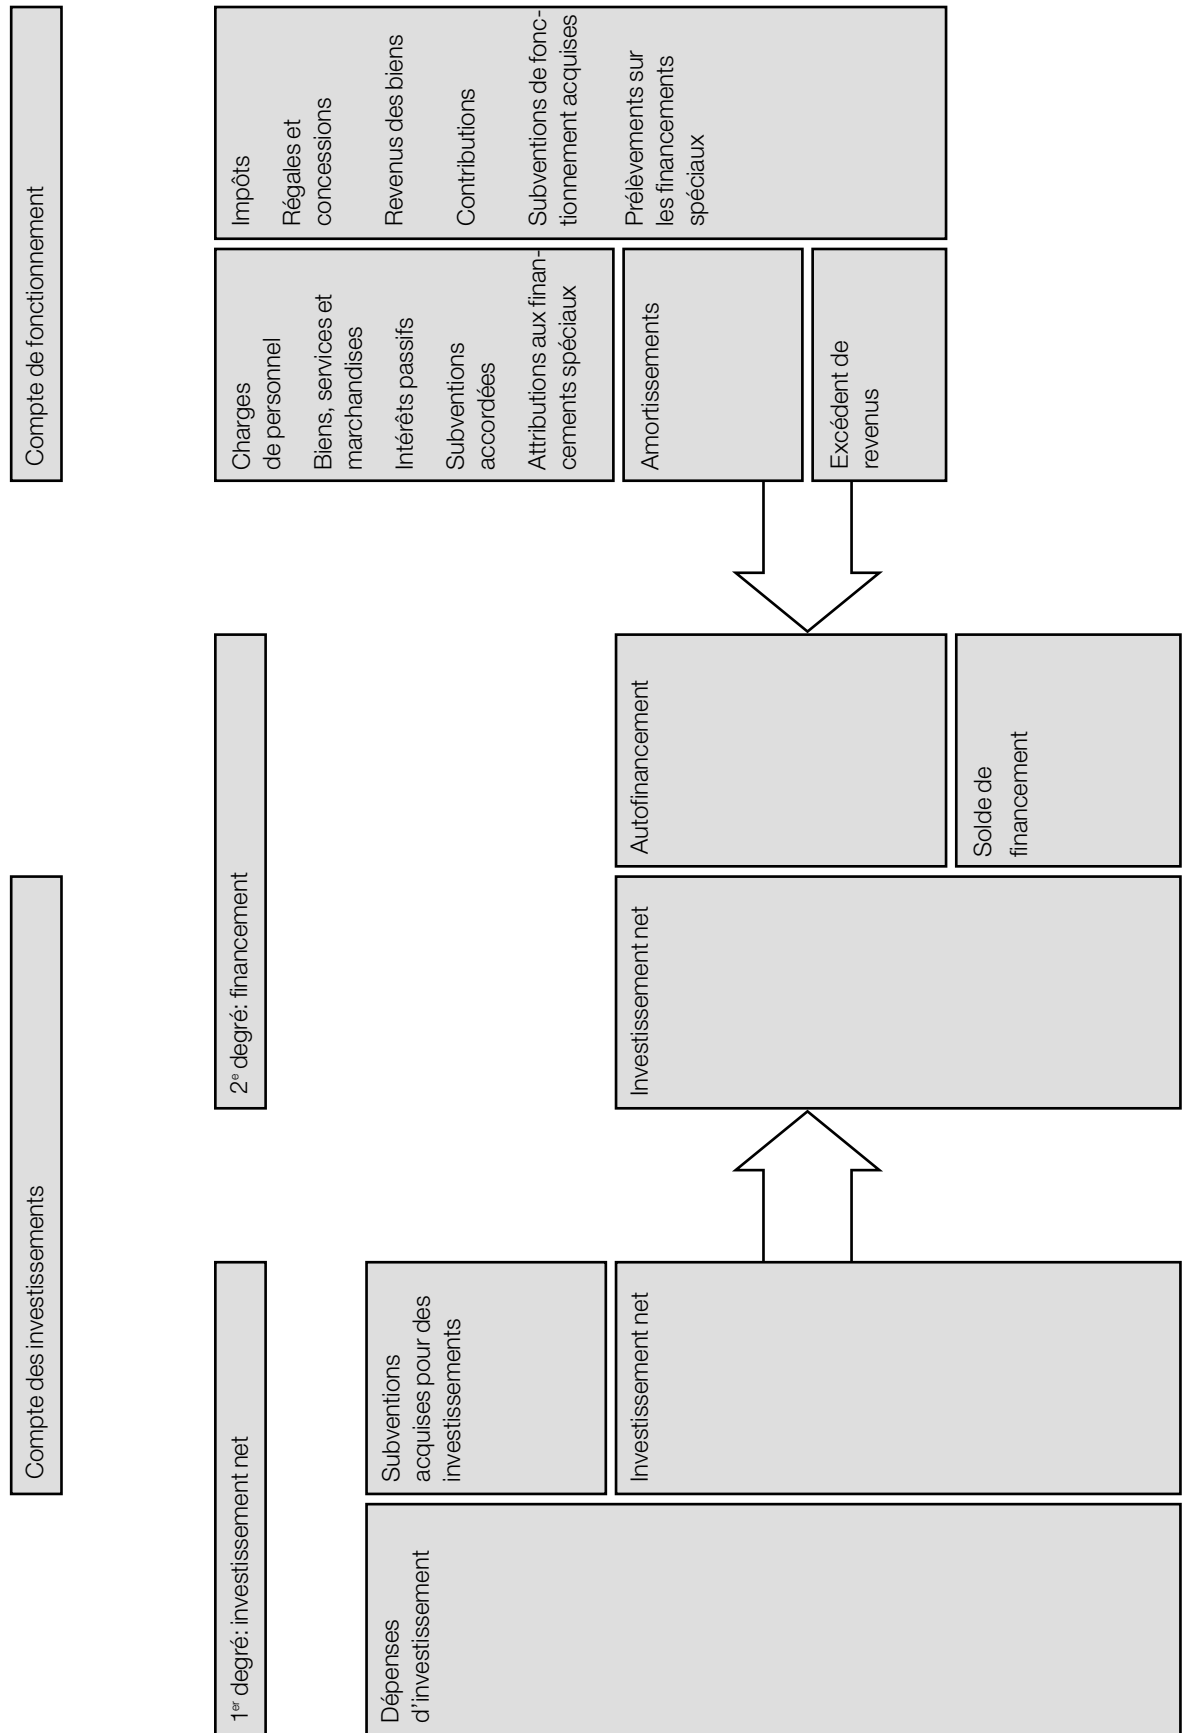 Compte des investissements
Compte de fonctionnement
1er degré: investissement net
2e degré: financement
Dépenses
d'investissement
Subventions
acquises pour des
investissements
Investissement net
Investissement net
Autofinancement
Solde de
financement
Charges
de personnel
Biens, services et
marchandises
Intérêts passifs
Subventions
accordées
Attributions aux finan-
cements spéciaux
Amortissements
Excédent de
revenus
Impôts
Régales et
concessions
Revenus des biens
Contributions
Subventions de fonc-
tionnement acquises
Prélèvements sur
les financements
spéciaux